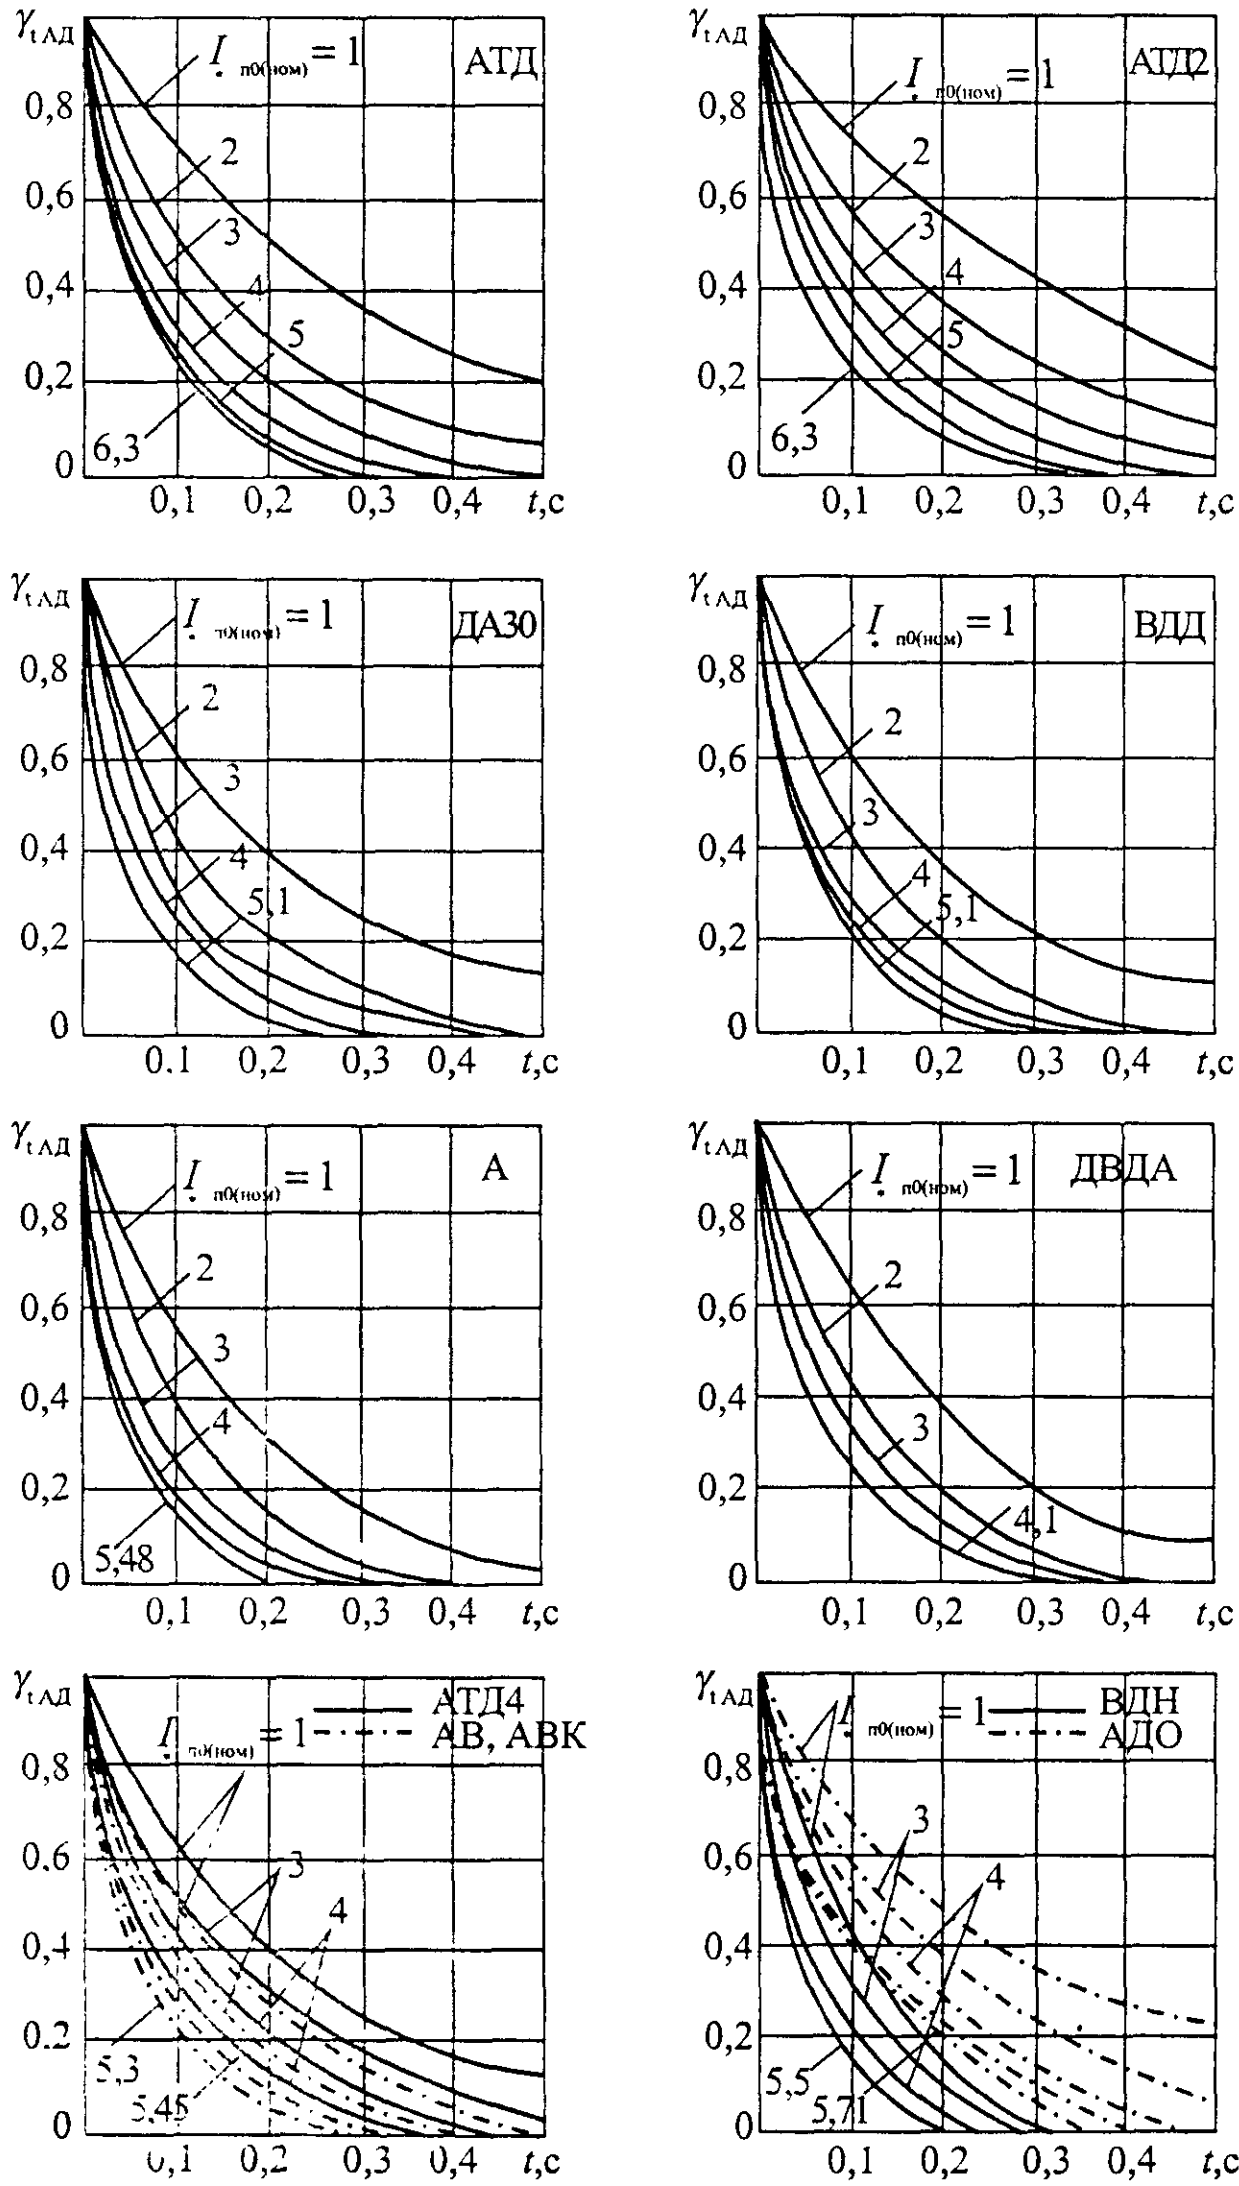 γt АД
I* п0(ном) = 1
АТД
0,8
2
0,6
3
0,4
4
5
0,2
6,3
0
0,1 0,2 0,3 0,4 t,c
γt АД
I* п0(ном) = 1
АТД2
0,8
2
0,6
3
0,4
4
5
0,2
6,3
0
0,1 0,2 0,3 0,4 t,c
γt АД
I* п0(ном) = 1
ДАЗО
0,8
2
0,6
3
0,4
4
5,1
0,2
0
0,1 0,2 0,3 0,4 t,c
γt АД
I* п0(ном) = 1
ВДД
0,8
2
0,6
3
0,4
4
5,1
0,2
0
0,1 0,2 0,3 0,4 t,c
γt АД
I* п0(ном) = 1
А
0,8
2
0,6
3
0,4
4
0,2
5,48
0
0,1 0,2 0,3 0,4 t,c
γt АД
I* п0(ном) = 1
ДВДА
0,8
2
0,6
0,4
3
0,2
4,1
0
0,1 0,2 0,3 0,4 t,c
γt АД
АТД4
I* п0(ном) = 1
АВ, АВК
0,8
0,6
3
4
0,4
0,2
5,3
5,45
0
0,1 0,2 0,3 0,4 t,c
γt АД
I* п0(ном) = 1
ВДН
АДО
0,8
3
0,6
4
0,4
0,2
5,5
5,71
0
0,1 0,2 0,3 0,4 t,c